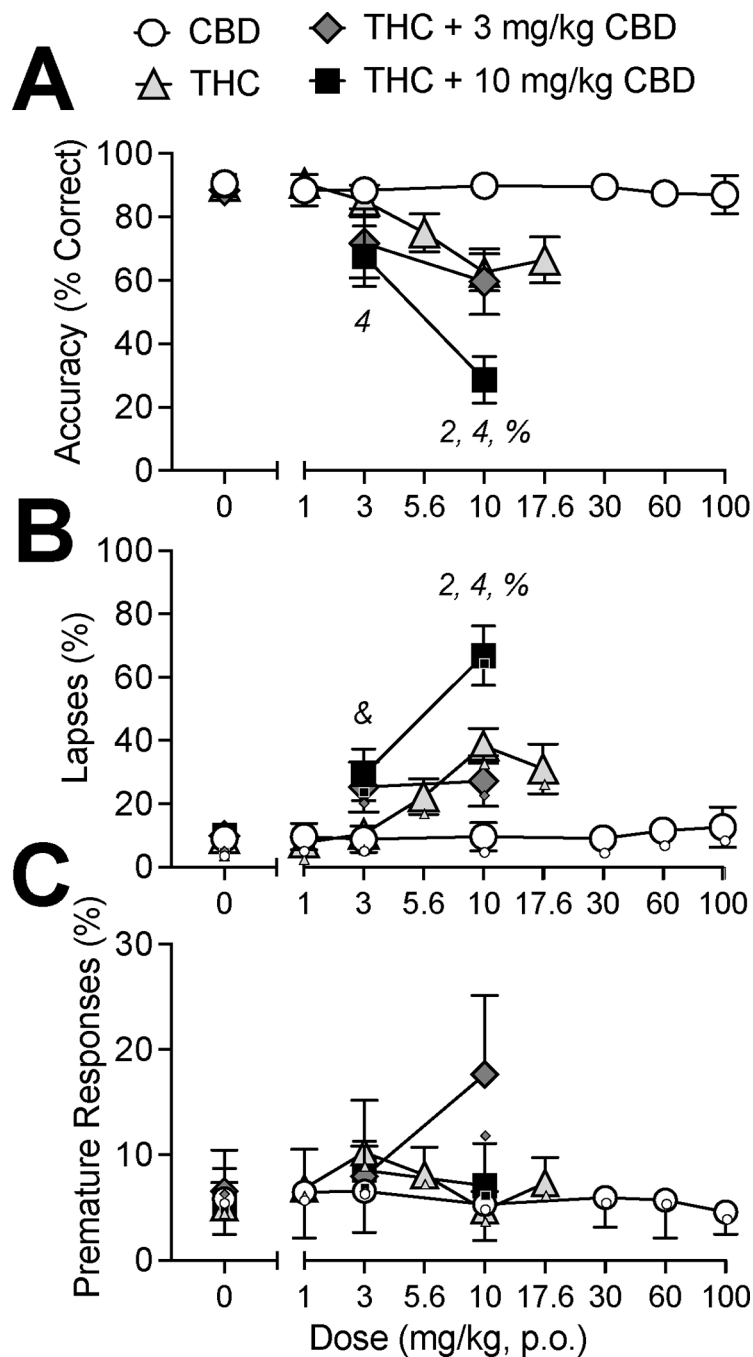 CBD THC + 3 mg/kg CBD
THC THC + 10 mg/kg CBD
A
Accuracy (% Correct)
100
80
60
40
20
0
4
2, 4, %
0 1 3 5.6 10 17.6 30 60 100
B
Lapses (%)
100
80
60
40
20
0
&
2, 4, %
0 1 3 5.6 10 17.6 30 60 100
C
Premature Responses (%)
30
20
10
0
0 1 3 5.6 10 17.6 30 60 100
Dose (mg/kg, p.o.)